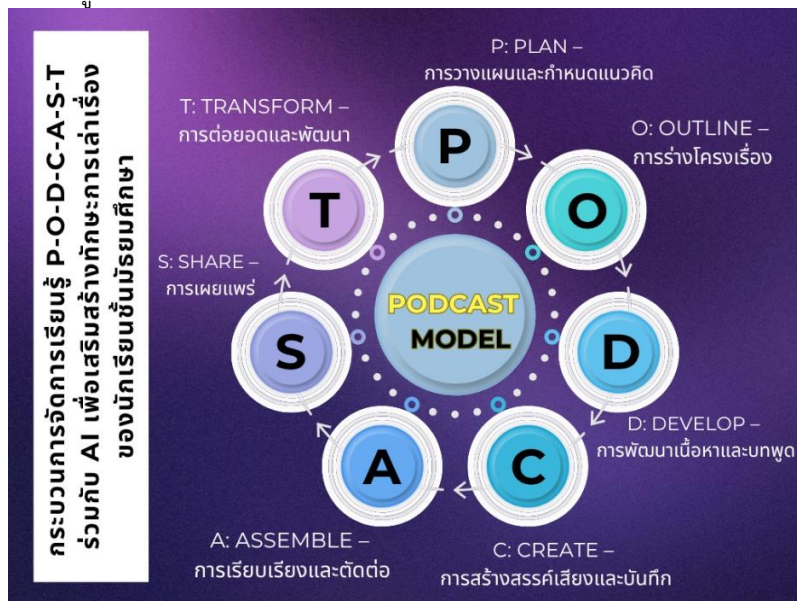 กระบวนการจัดการเรียนรู้ P-O-D-C-A-S-T
ร่วมกับ AI เพื่อเสริมสร้างทักษะการเล่าเรื่อง
ของนักเรียนชั้นมัธยมศึกษา
P: PLAN –
การวางแผนและกำหนดแนวคิด
P
O: OUTLINE –
การร่างโครงเรื่อง
O
D
D: DEVELOP –
การพัฒนาเนื้อหาและบทพูด
C
C: CREATE –
การสร้างสรรค์เสียงและบันทึก
A
A: ASSEMBLE –
การเรียบเรียงและตัดต่อ
S: SHARE –
การเผยแพร่
S
T: TRANSFORM –
การต่อยอดและพัฒนา
T
PODCAST
MODEL